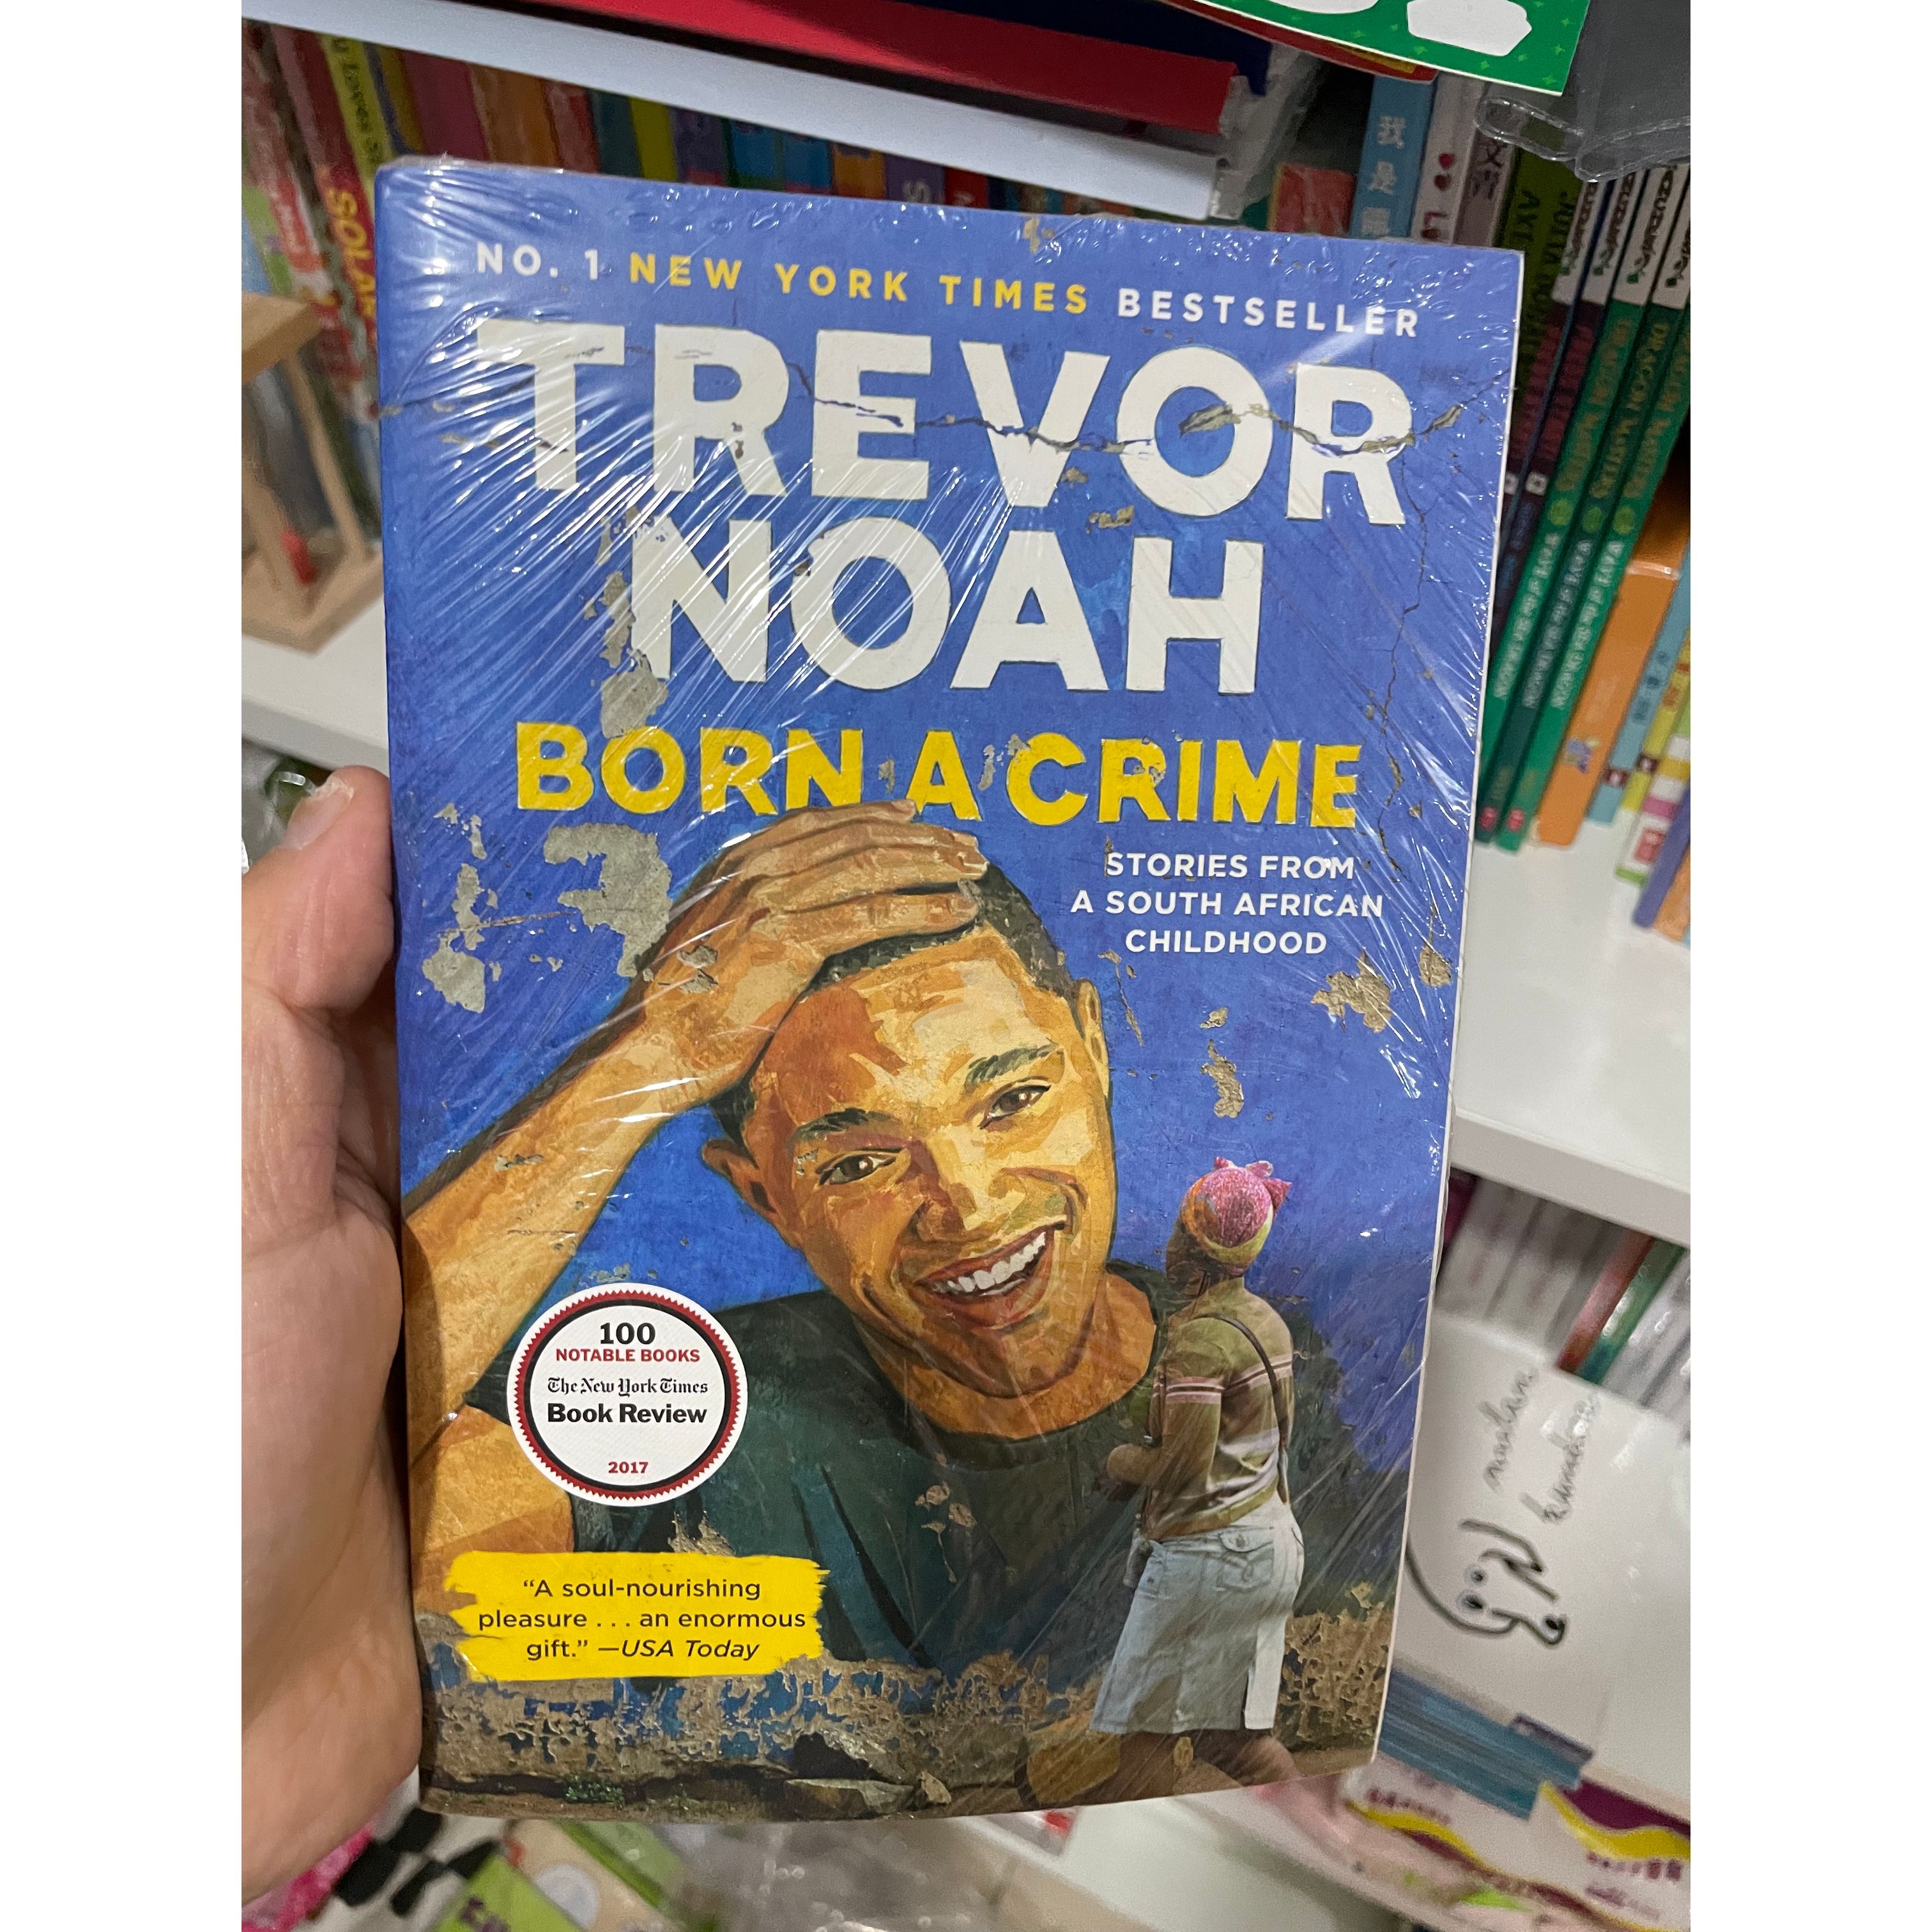 NO. 1 NEW YORK TIMES BESTSELLER
TREVOR
NOAH
BORN A CRIME
STORIES FROM
A SOUTH AFRICAN
CHILDHOOD
100
NOTABLE BOOKS
The New York Times
Book Review
2017
“A soul-nourishing
pleasure . . . an enormous
gift.” —USA Today